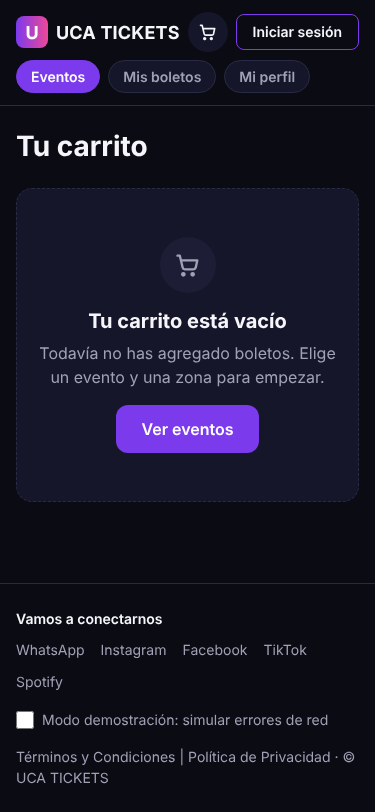 U UCA TICKETS Iniciar sesión
Eventos Mis boletos Mi perfil
Tu carrito
Tu carrito está vacío
Todavía no has agregado boletos. Elige
un evento y una zona para empezar.
Ver eventos
Vamos a conectarnos
WhatsApp Instagram Facebook TikTok
Spotify
Modo demostración: simular errores de red
Términos y Condiciones | Política de Privacidad · ©
UCA TICKETS